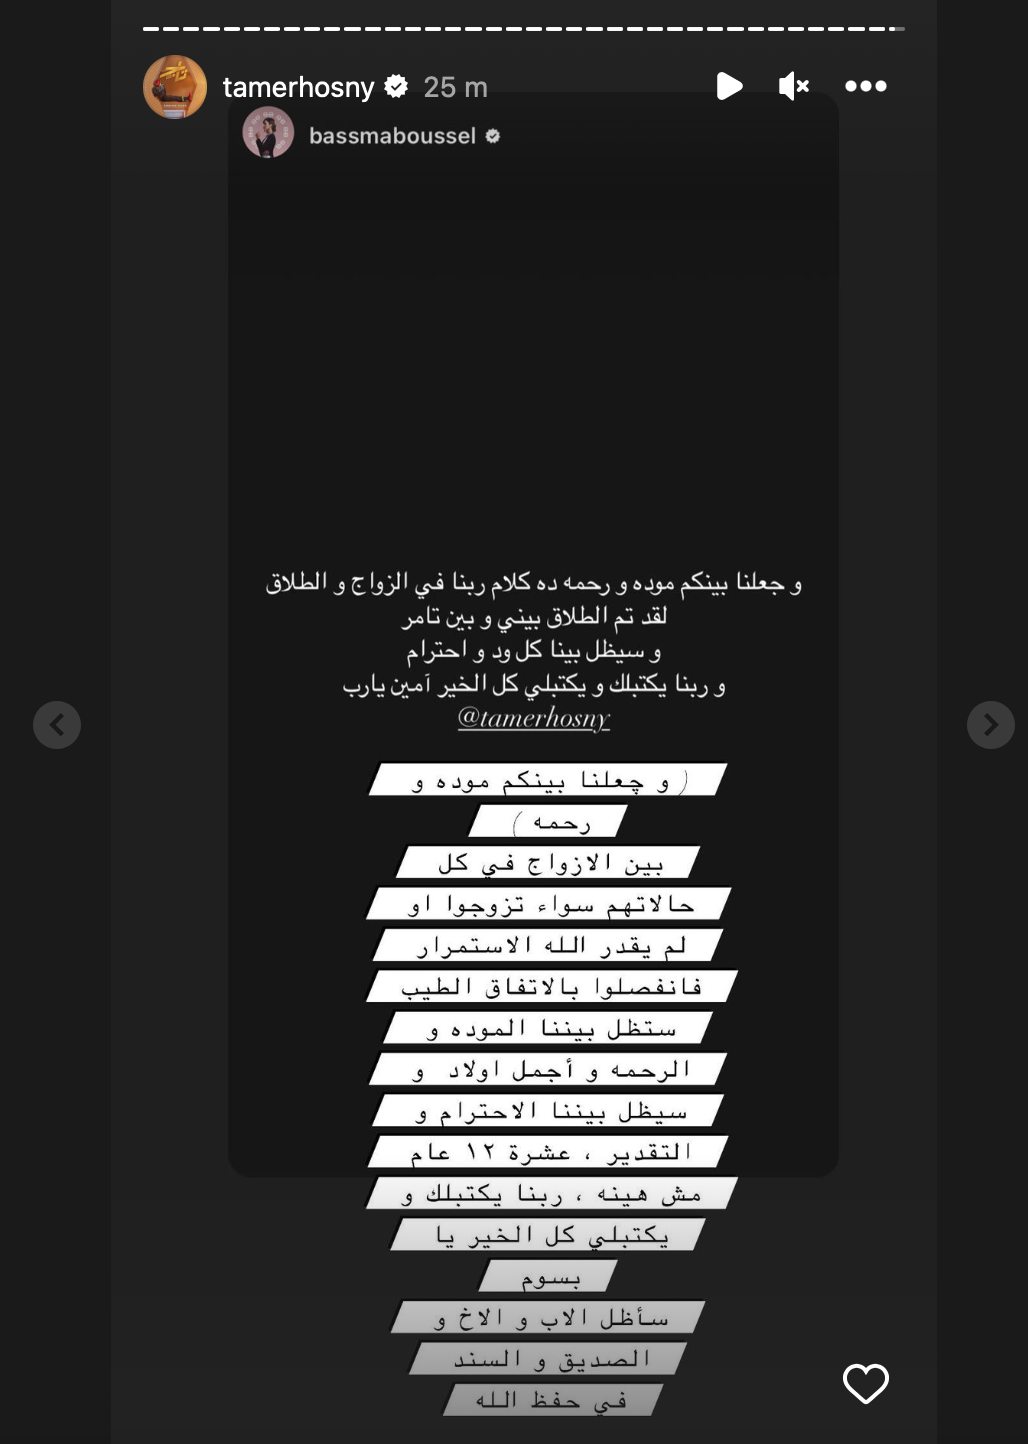 tamerhosny 25 m
bassmaboussel
و جعلنا بينكم موده و رحمه ده كلام ربنا في الزواج و الطلاق
لقد تم الطلاق بيني و بين تامر
و سيظل بينا كل ود و احترام
و ربنا يكتبلك و يكتبلي كل الخير آمين يارب
@tamerhosny
( و جعلنا بينكم موده و
رحمه )
بين الازواج في كل
حالاتهم سواء تزوجوا او
لم يقدر الله الاستمرار
فانفصلوا بالاتفاق الطيب
ستظل بيننا الموده و
الرحمه و أجمل اولاد و
سيظل بيننا الاحترام و
التقدير ، عشرة ١٢ عام
مش هينه ، ربنا يكتبلك و
يكتبلي كل الخير يا
بسوم
سأظل الاب و الاخ و
الصديق و السند
في حفظ الله